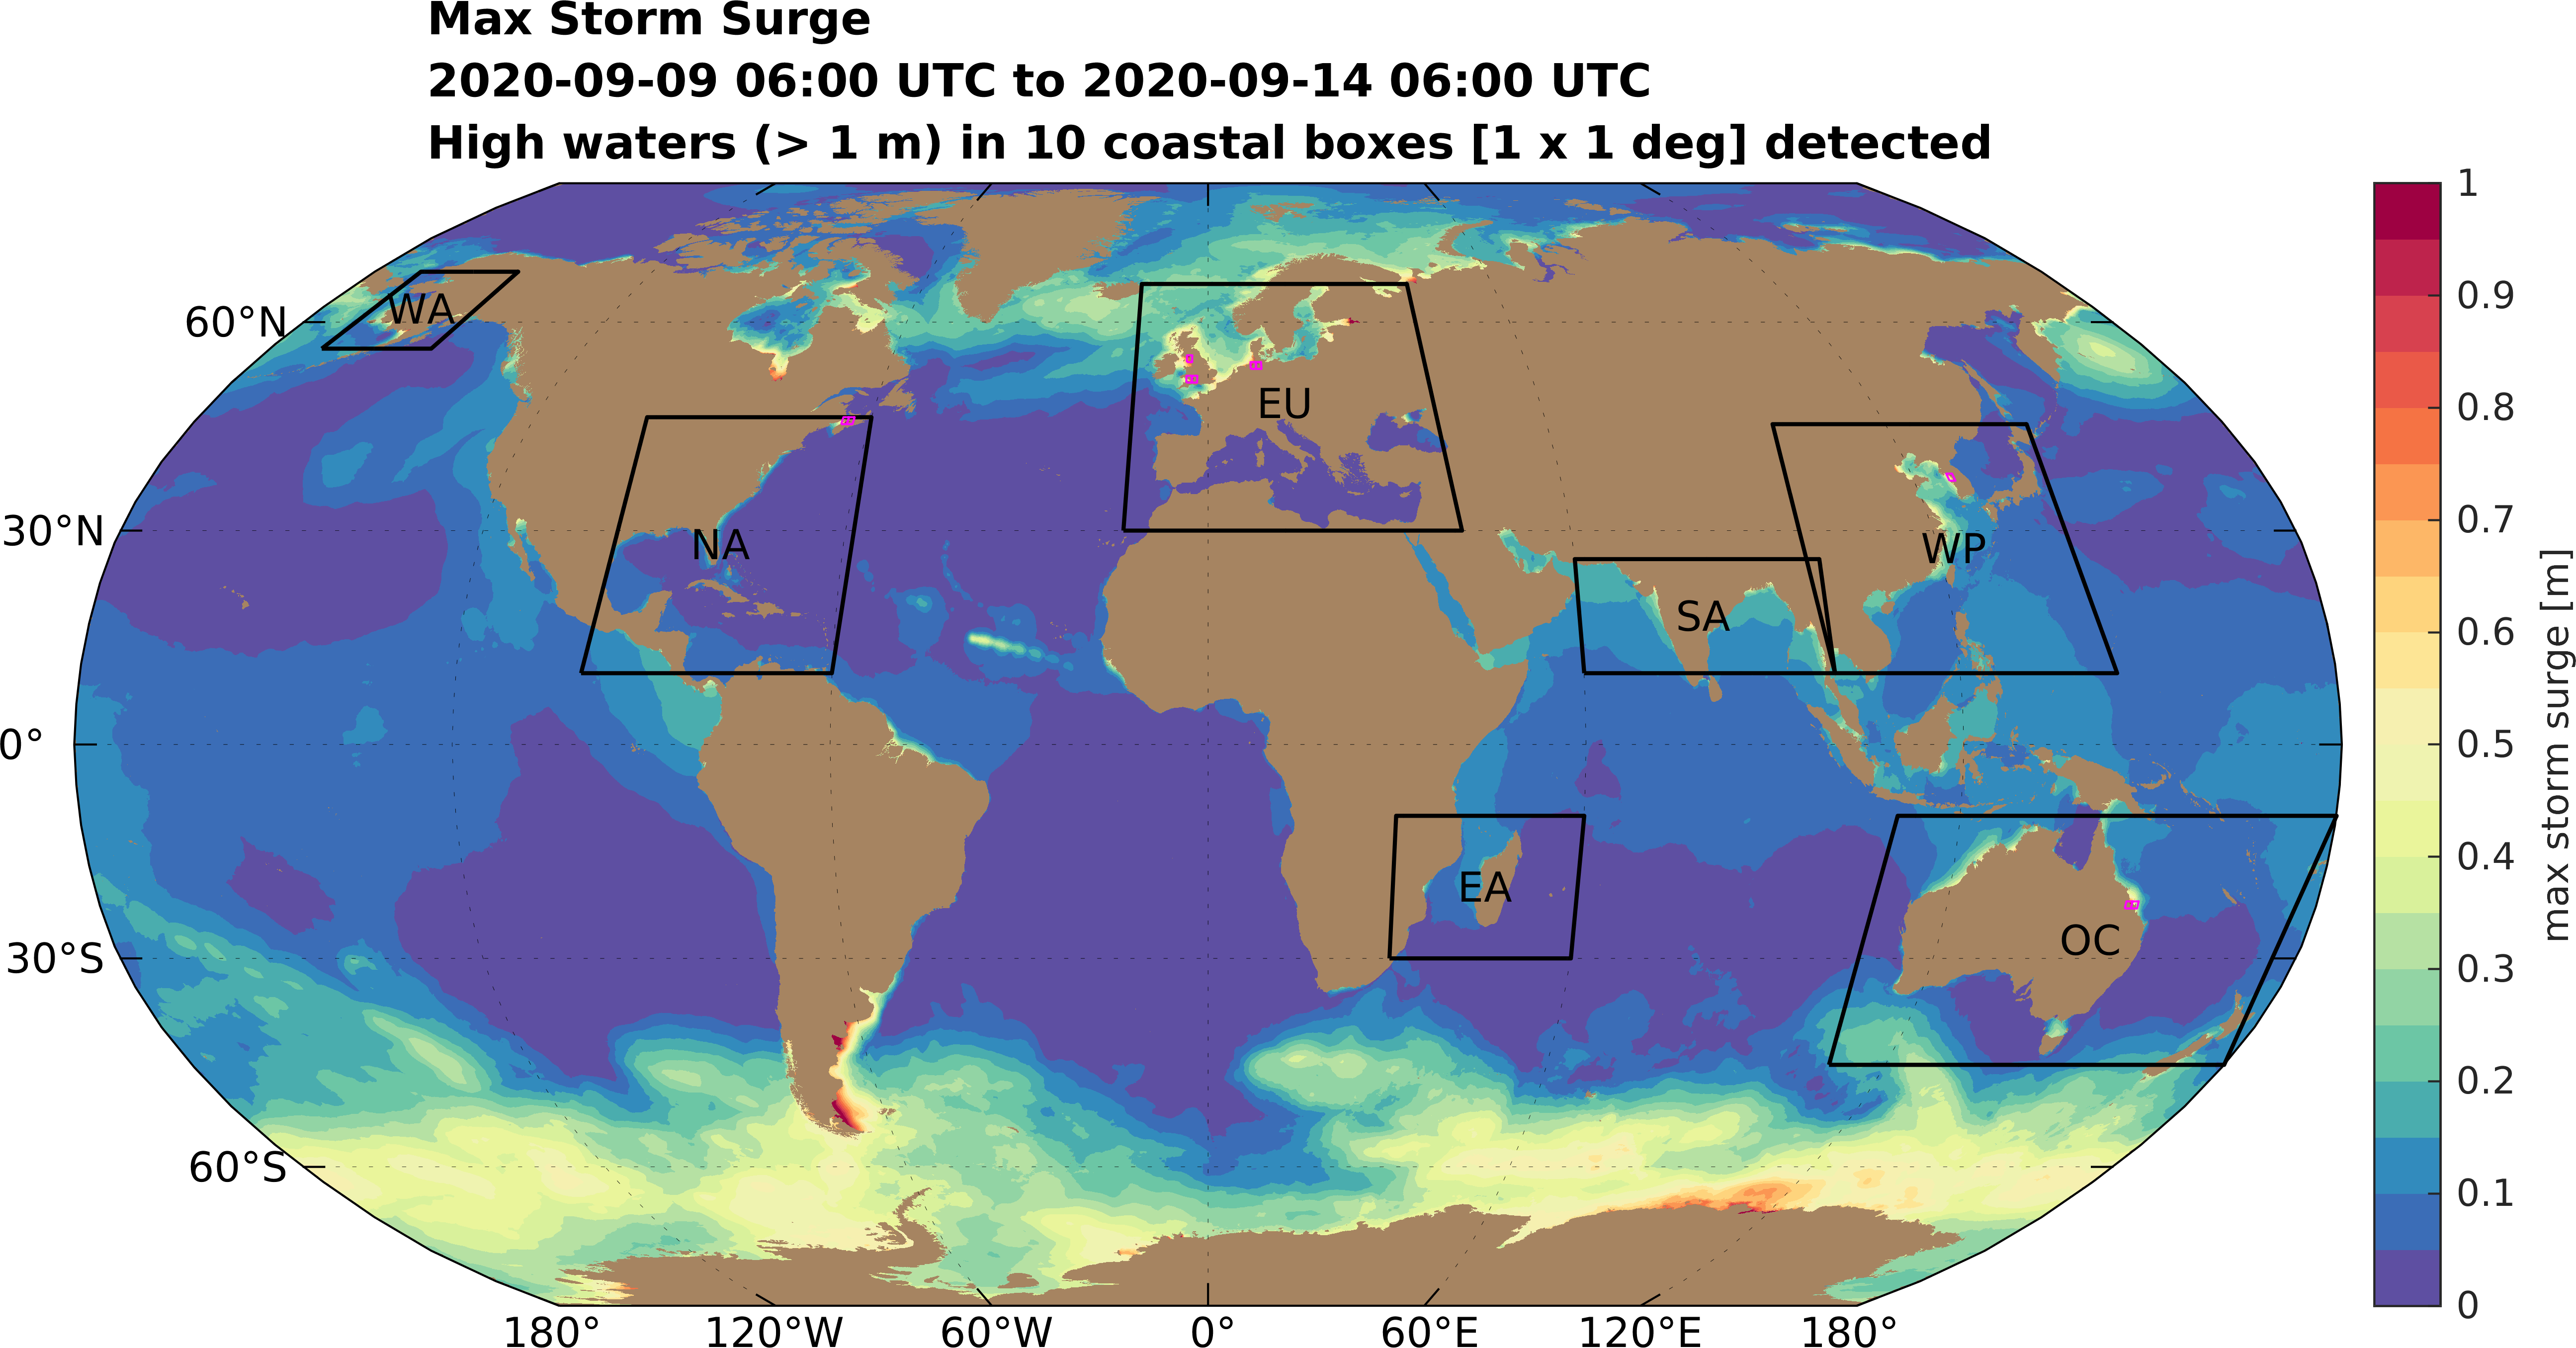 Max Storm Surge
2020-09-09 06:00 UTC to 2020-09-14 06:00 UTC
High waters (> 1 m) in 10 coastal boxes [1 x 1 deg] detected
WA
60°N
EU
30°N
NA
WP
SA
0°
EA
OC
30°S
60°S
180°
120°W
60°W
0°
60°E
120°E
180°
1
0.9
0.8
0.7
0.6
0.5
0.4
0.3
0.2
0.1
0
max storm surge [m]